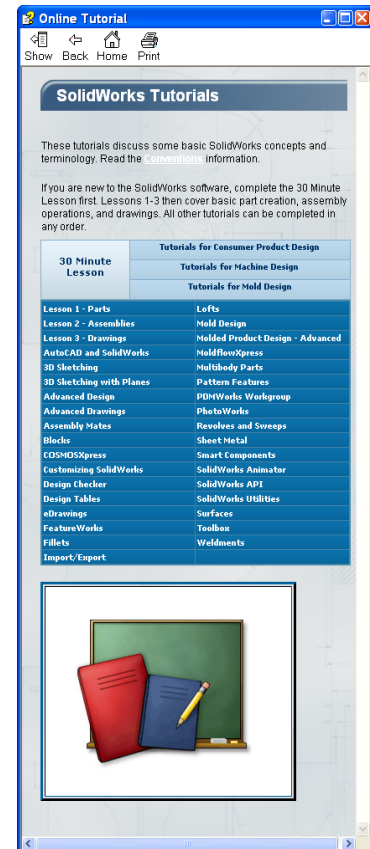 Online Tutorial
Show Back Home Print
SolidWorks Tutorials
These tutorials discuss some basic SolidWorks concepts and
terminology. Read the Conventions information.
If you are new to the SolidWorks software, complete the 30 Minute
Lesson first. Lessons 1-3 then cover basic part creation, assembly
operations, and drawings. All other tutorials can be completed in
any order.
30 Minute
Lesson
Tutorials for Consumer Product Design
Tutorials for Machine Design
Tutorials for Mold Design
Lesson 1 - Parts Lofts
Lesson 2 - Assemblies Mold Design
Lesson 3 - Drawings Molded Product Design - Advanced
AutoCAD and SolidWorks MoldflowXpress
3D Sketching Multibody Parts
3D Sketching with Planes Pattern Features
Advanced Design PDMWorks Workgroup
Advanced Drawings PhotoWorks
Assembly Mates Revolves and Sweeps
Blocks Sheet Metal
COSMOSXpress Smart Components
Customizing SolidWorks SolidWorks Animator
Design Checker SolidWorks API
Design Tables SolidWorks Utilities
eDrawings Surfaces
FeatureWorks Toolbox
Fillets Weldments
Import/Export